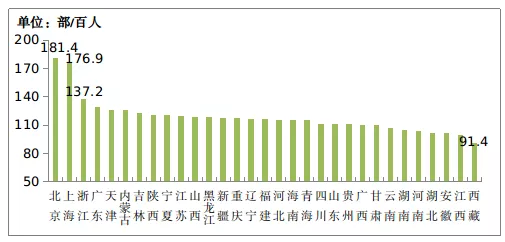 单位：部/百人
200
181.4
176.9
170
137.2
140
110
91.4
80
50
北京
上海
浙江
广东
天津
内蒙古
吉林
陕西
宁夏
江苏
山西
黑龙江
新疆
重庆
辽宁
福建
河北
海南
青海
四川
山东
贵州
广西
甘肃
云南
湖南
河南
湖北
安徽
江西
西藏